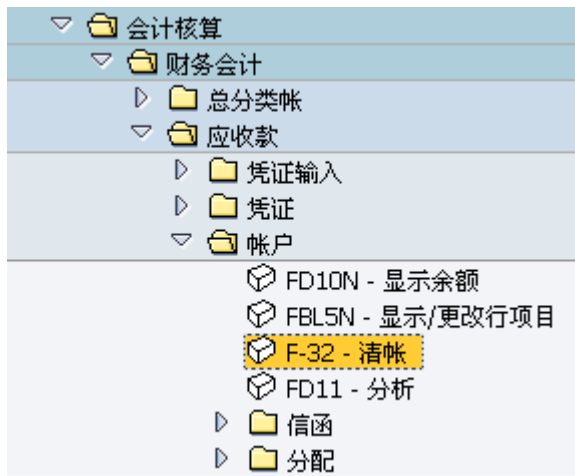 会计核算
财务会计
总分类帐
应收款
凭证输入
凭证
帐户
FD10N - 显示余额
FBL5N - 显示/更改行项目
F-32 - 清帐
FD11 - 分析
信函
分配